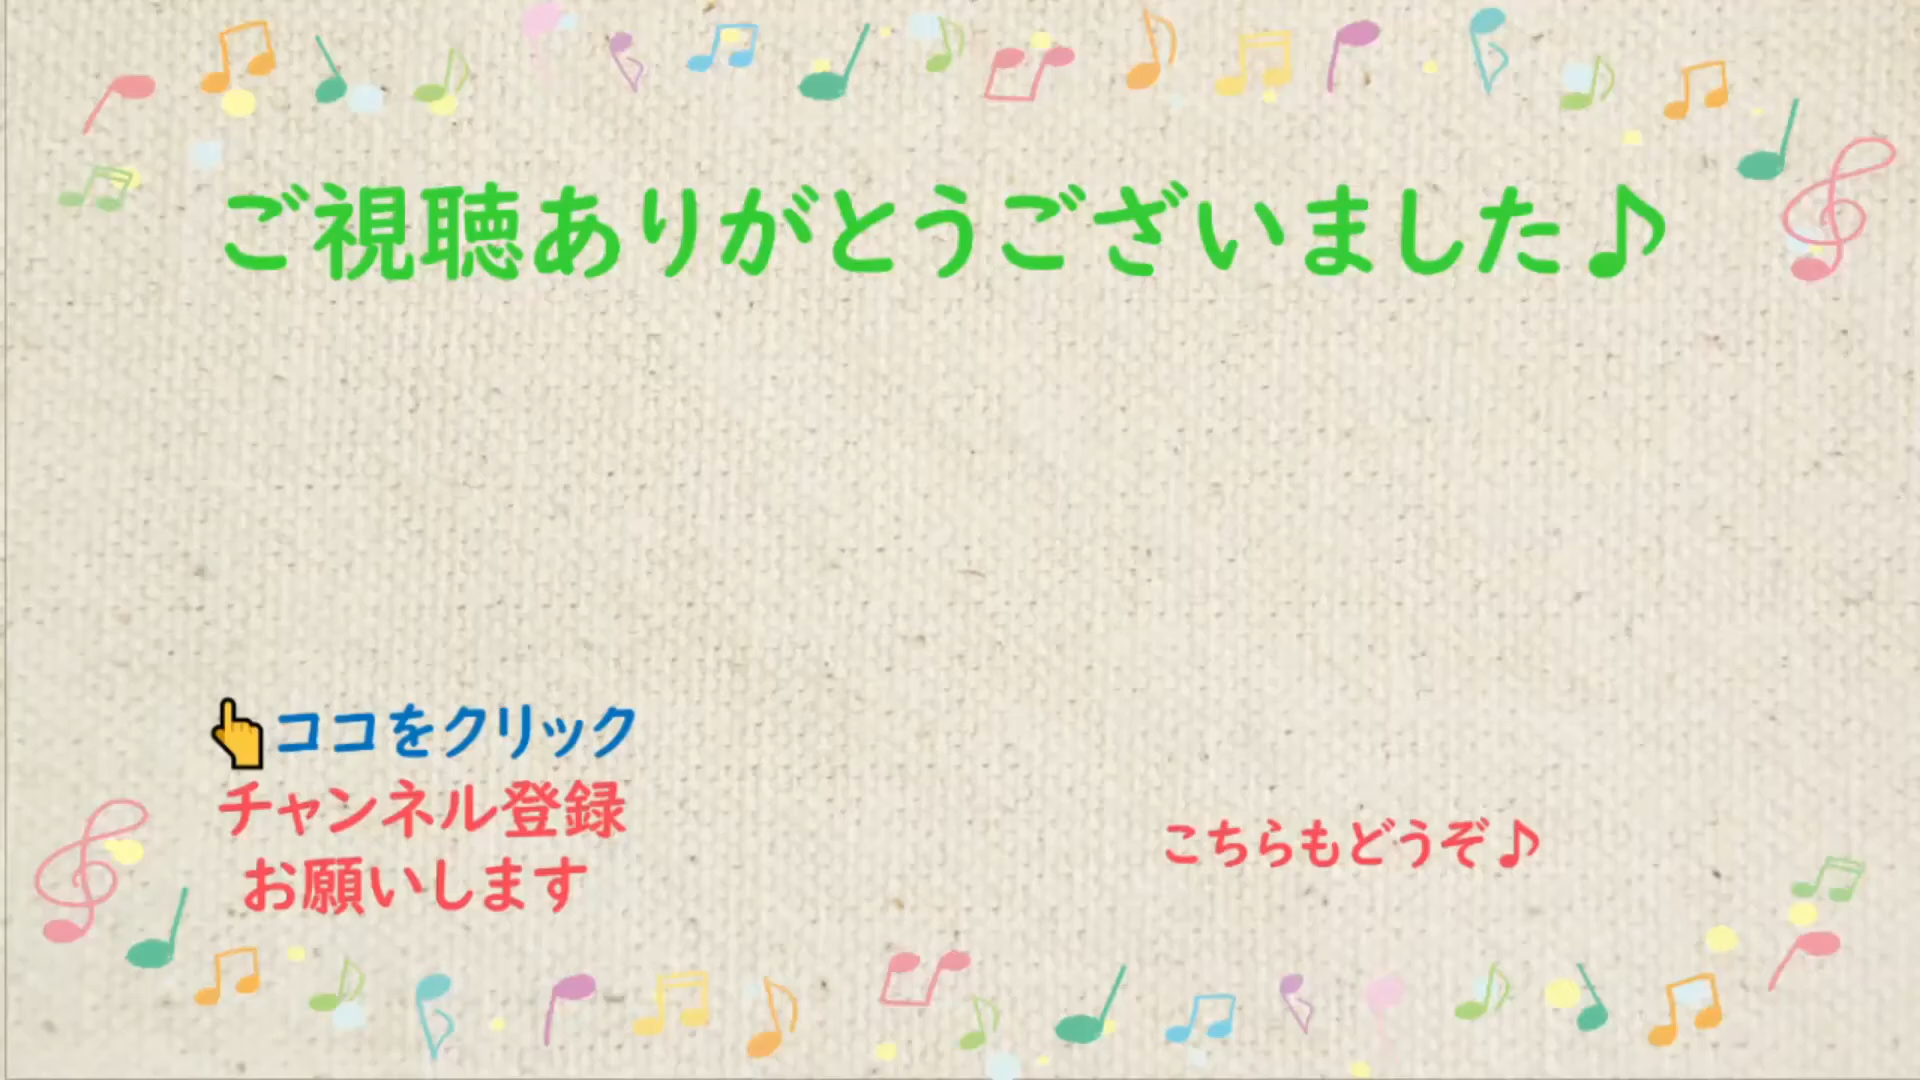 ご視聴ありがとうございました♪
👆ココをクリック
チャンネル登録
お願いします
こちらもどうぞ♪